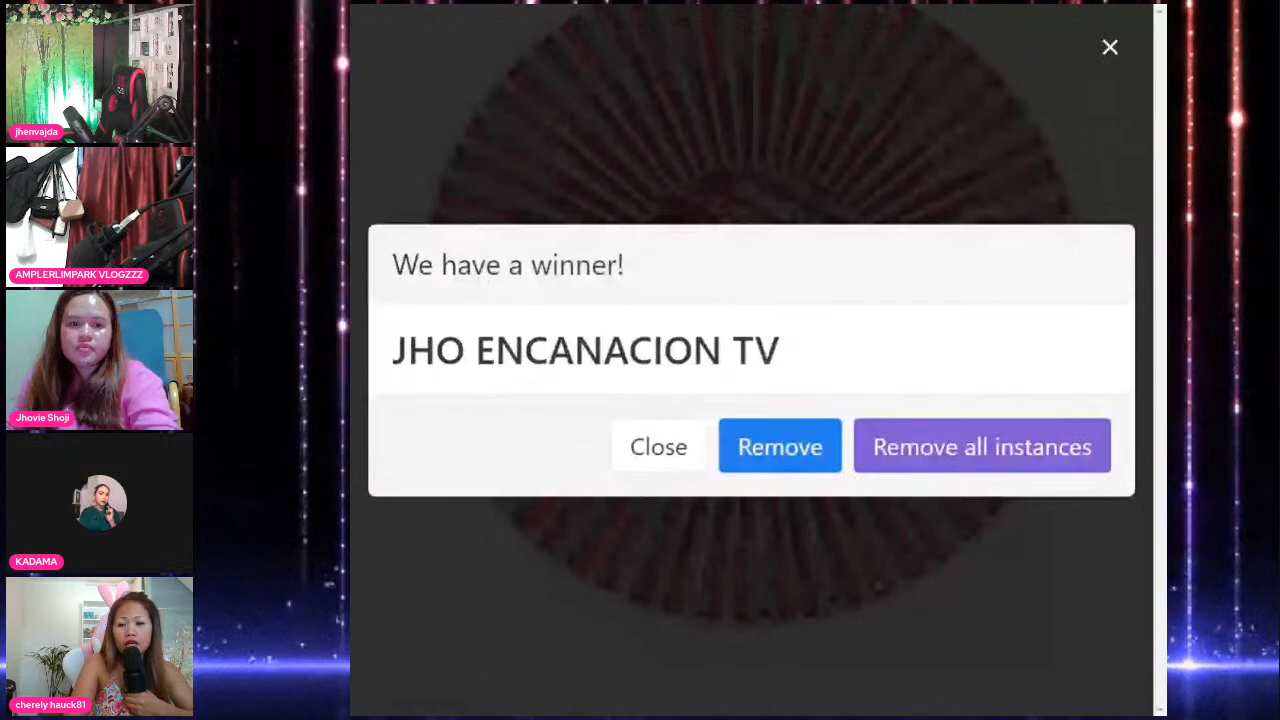 jhenvajda
AMPLERLIMPARK VLOGZZZ
Jhovie Shoji
KADAMA
cherely hauck81
We have a winner!
JHO ENCANACION TV
Close
Remove
Remove all instances